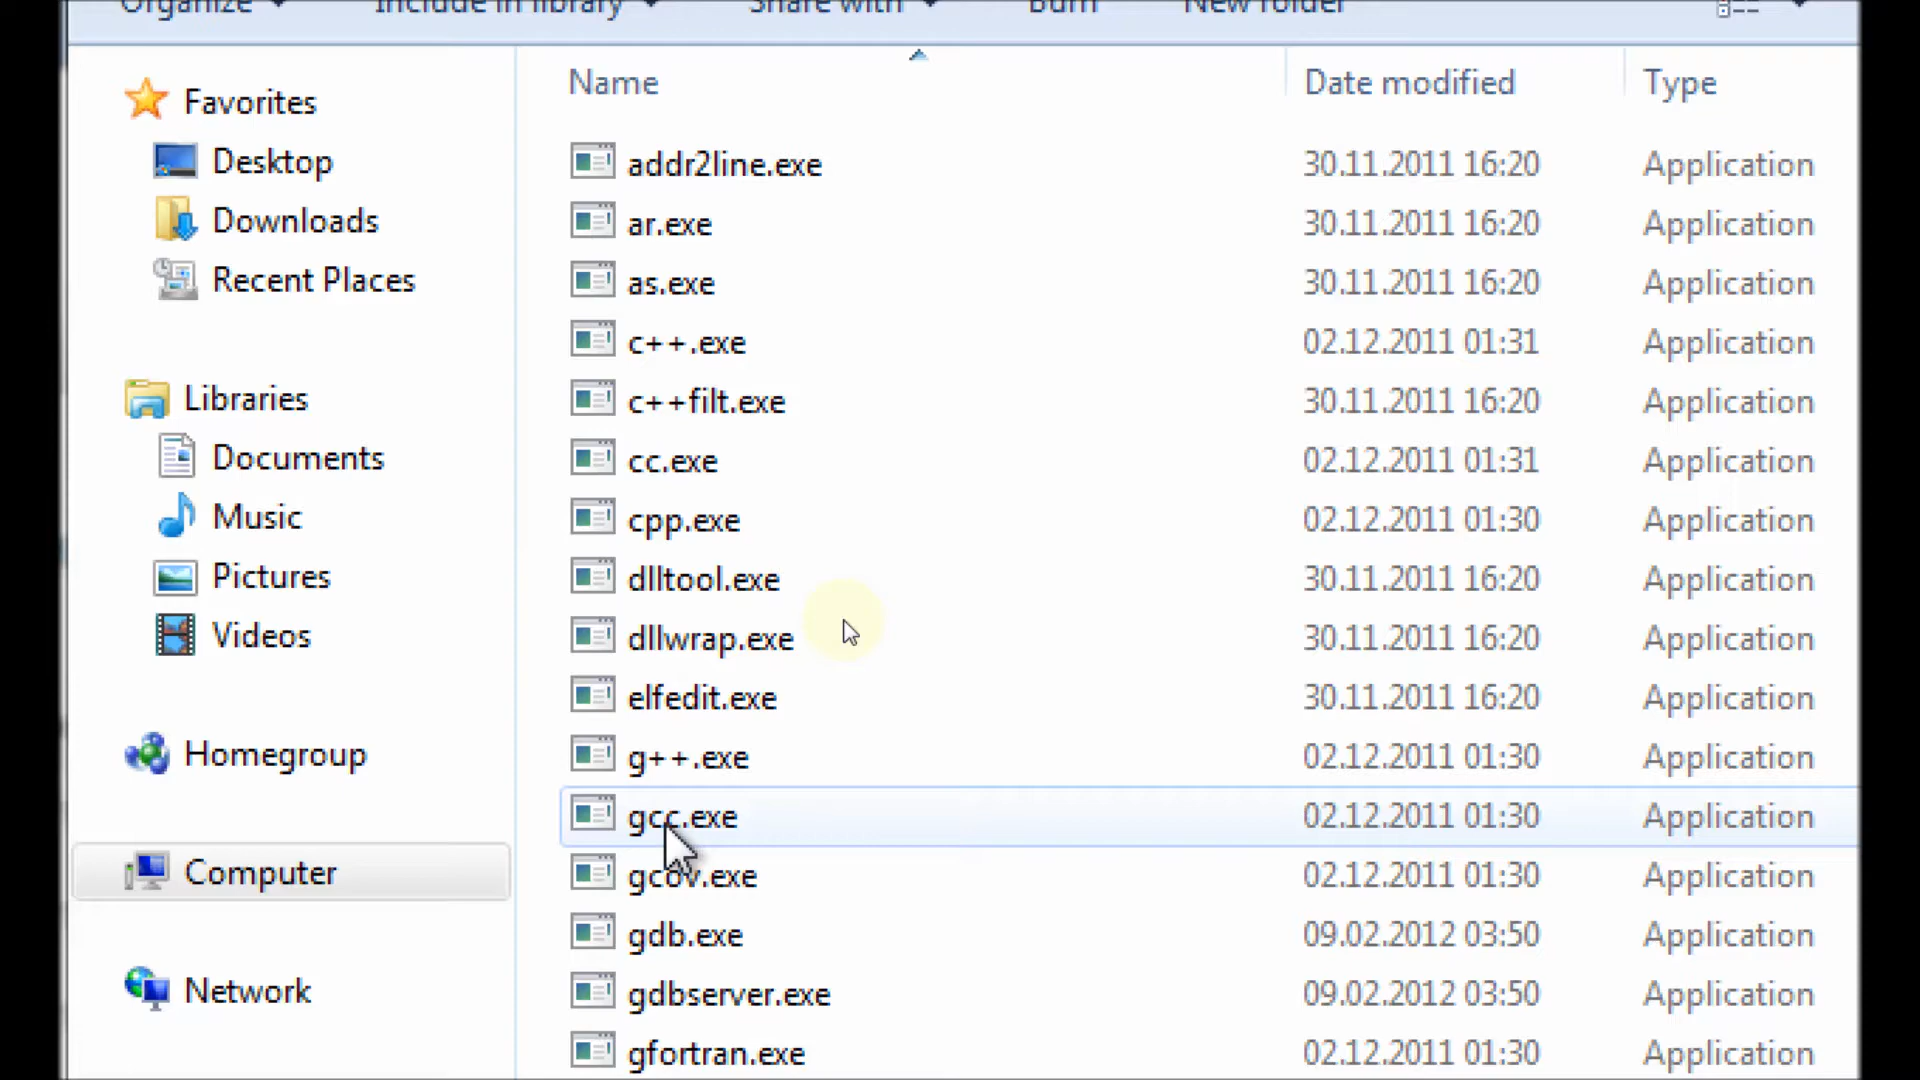 Organize Include in library Share with Burn New folder
Favorites
Desktop
Downloads
Recent Places
Libraries
Documents
Music
Pictures
Videos
Homegroup
Computer
Network
Name Date modified Type
addr2line.exe 30.11.2011 16:20 Application
ar.exe 30.11.2011 16:20 Application
as.exe 30.11.2011 16:20 Application
c++.exe 02.12.2011 01:31 Application
c++filt.exe 30.11.2011 16:20 Application
cc.exe 02.12.2011 01:31 Application
cpp.exe 02.12.2011 01:30 Application
dlltool.exe 30.11.2011 16:20 Application
dllwrap.exe 30.11.2011 16:20 Application
elfedit.exe 30.11.2011 16:20 Application
g++.exe 02.12.2011 01:30 Application
gcc.exe 02.12.2011 01:30 Application
gcov.exe 02.12.2011 01:30 Application
gdb.exe 09.02.2012 03:50 Application
gdbserver.exe 09.02.2012 03:50 Application
gfortran.exe 02.12.2011 01:30 Application